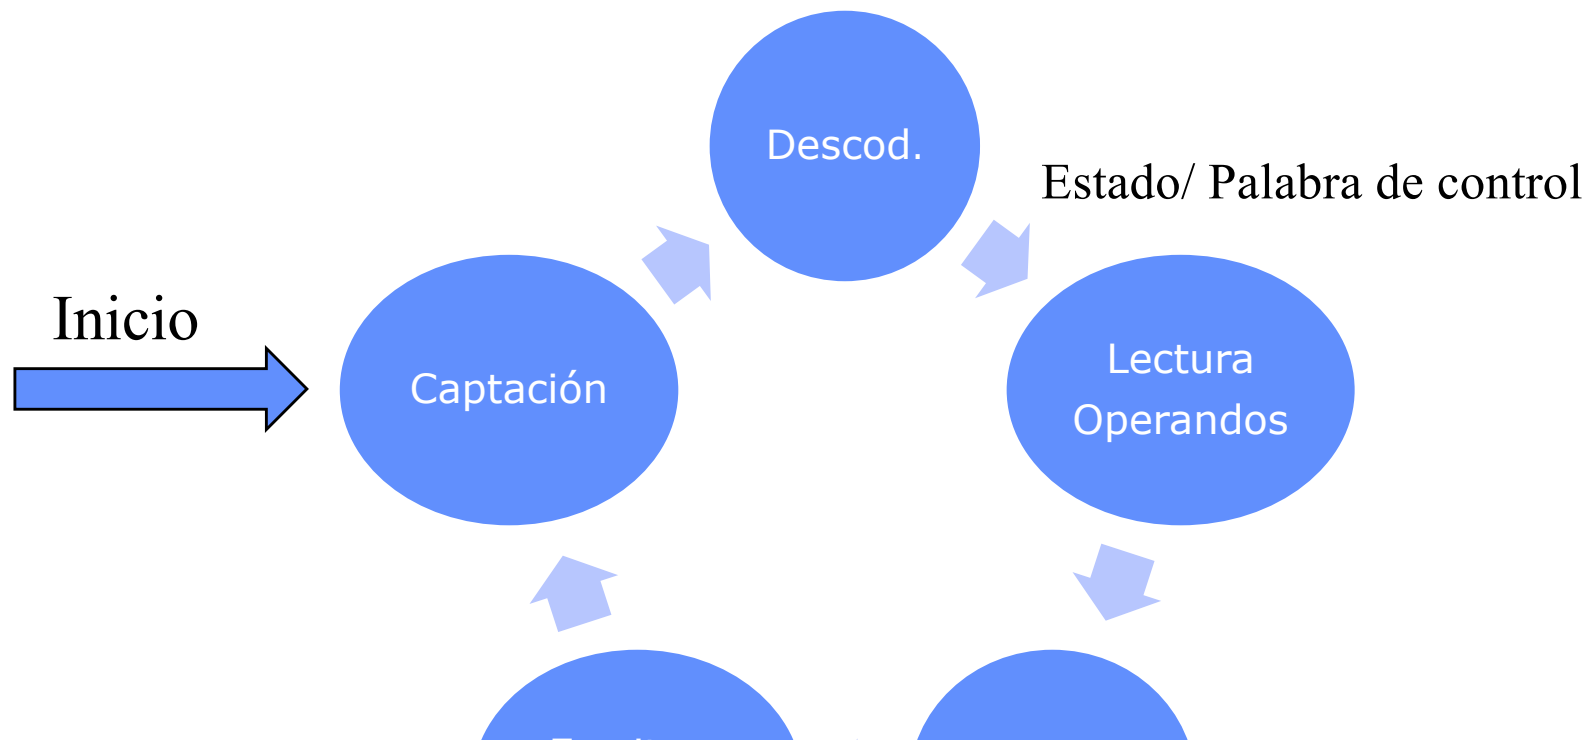 Descod.
Estado/ Palabra de control
Inicio
Captación
Lectura
Operandos